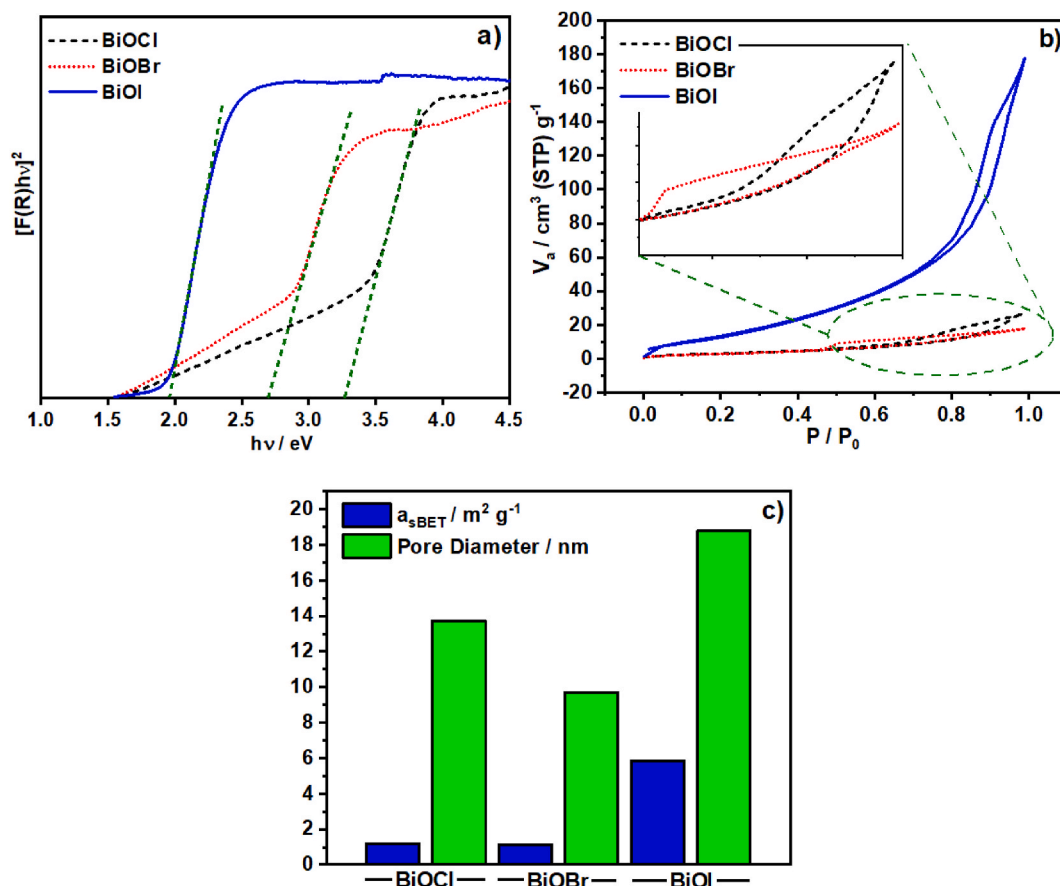 a)
BiOCl
BiOBr
BiOI
[F(R)hν]²
1.0 1.5 2.0 2.5 3.0 3.5 4.0 4.5
hν / eV
b)
BiOCl
BiOBr
BiOI
Vₐ / cm³ (STP) g⁻¹
200
180
160
140
120
100
80
60
40
20
0
-20
0.0 0.2 0.4 0.6 0.8 1.0
P / P₀
c)
a_sBET / m² g⁻¹
Pore Diameter / nm
20
18
16
14
12
10
8
6
4
2
0
BiOCl BiOBr BiOI